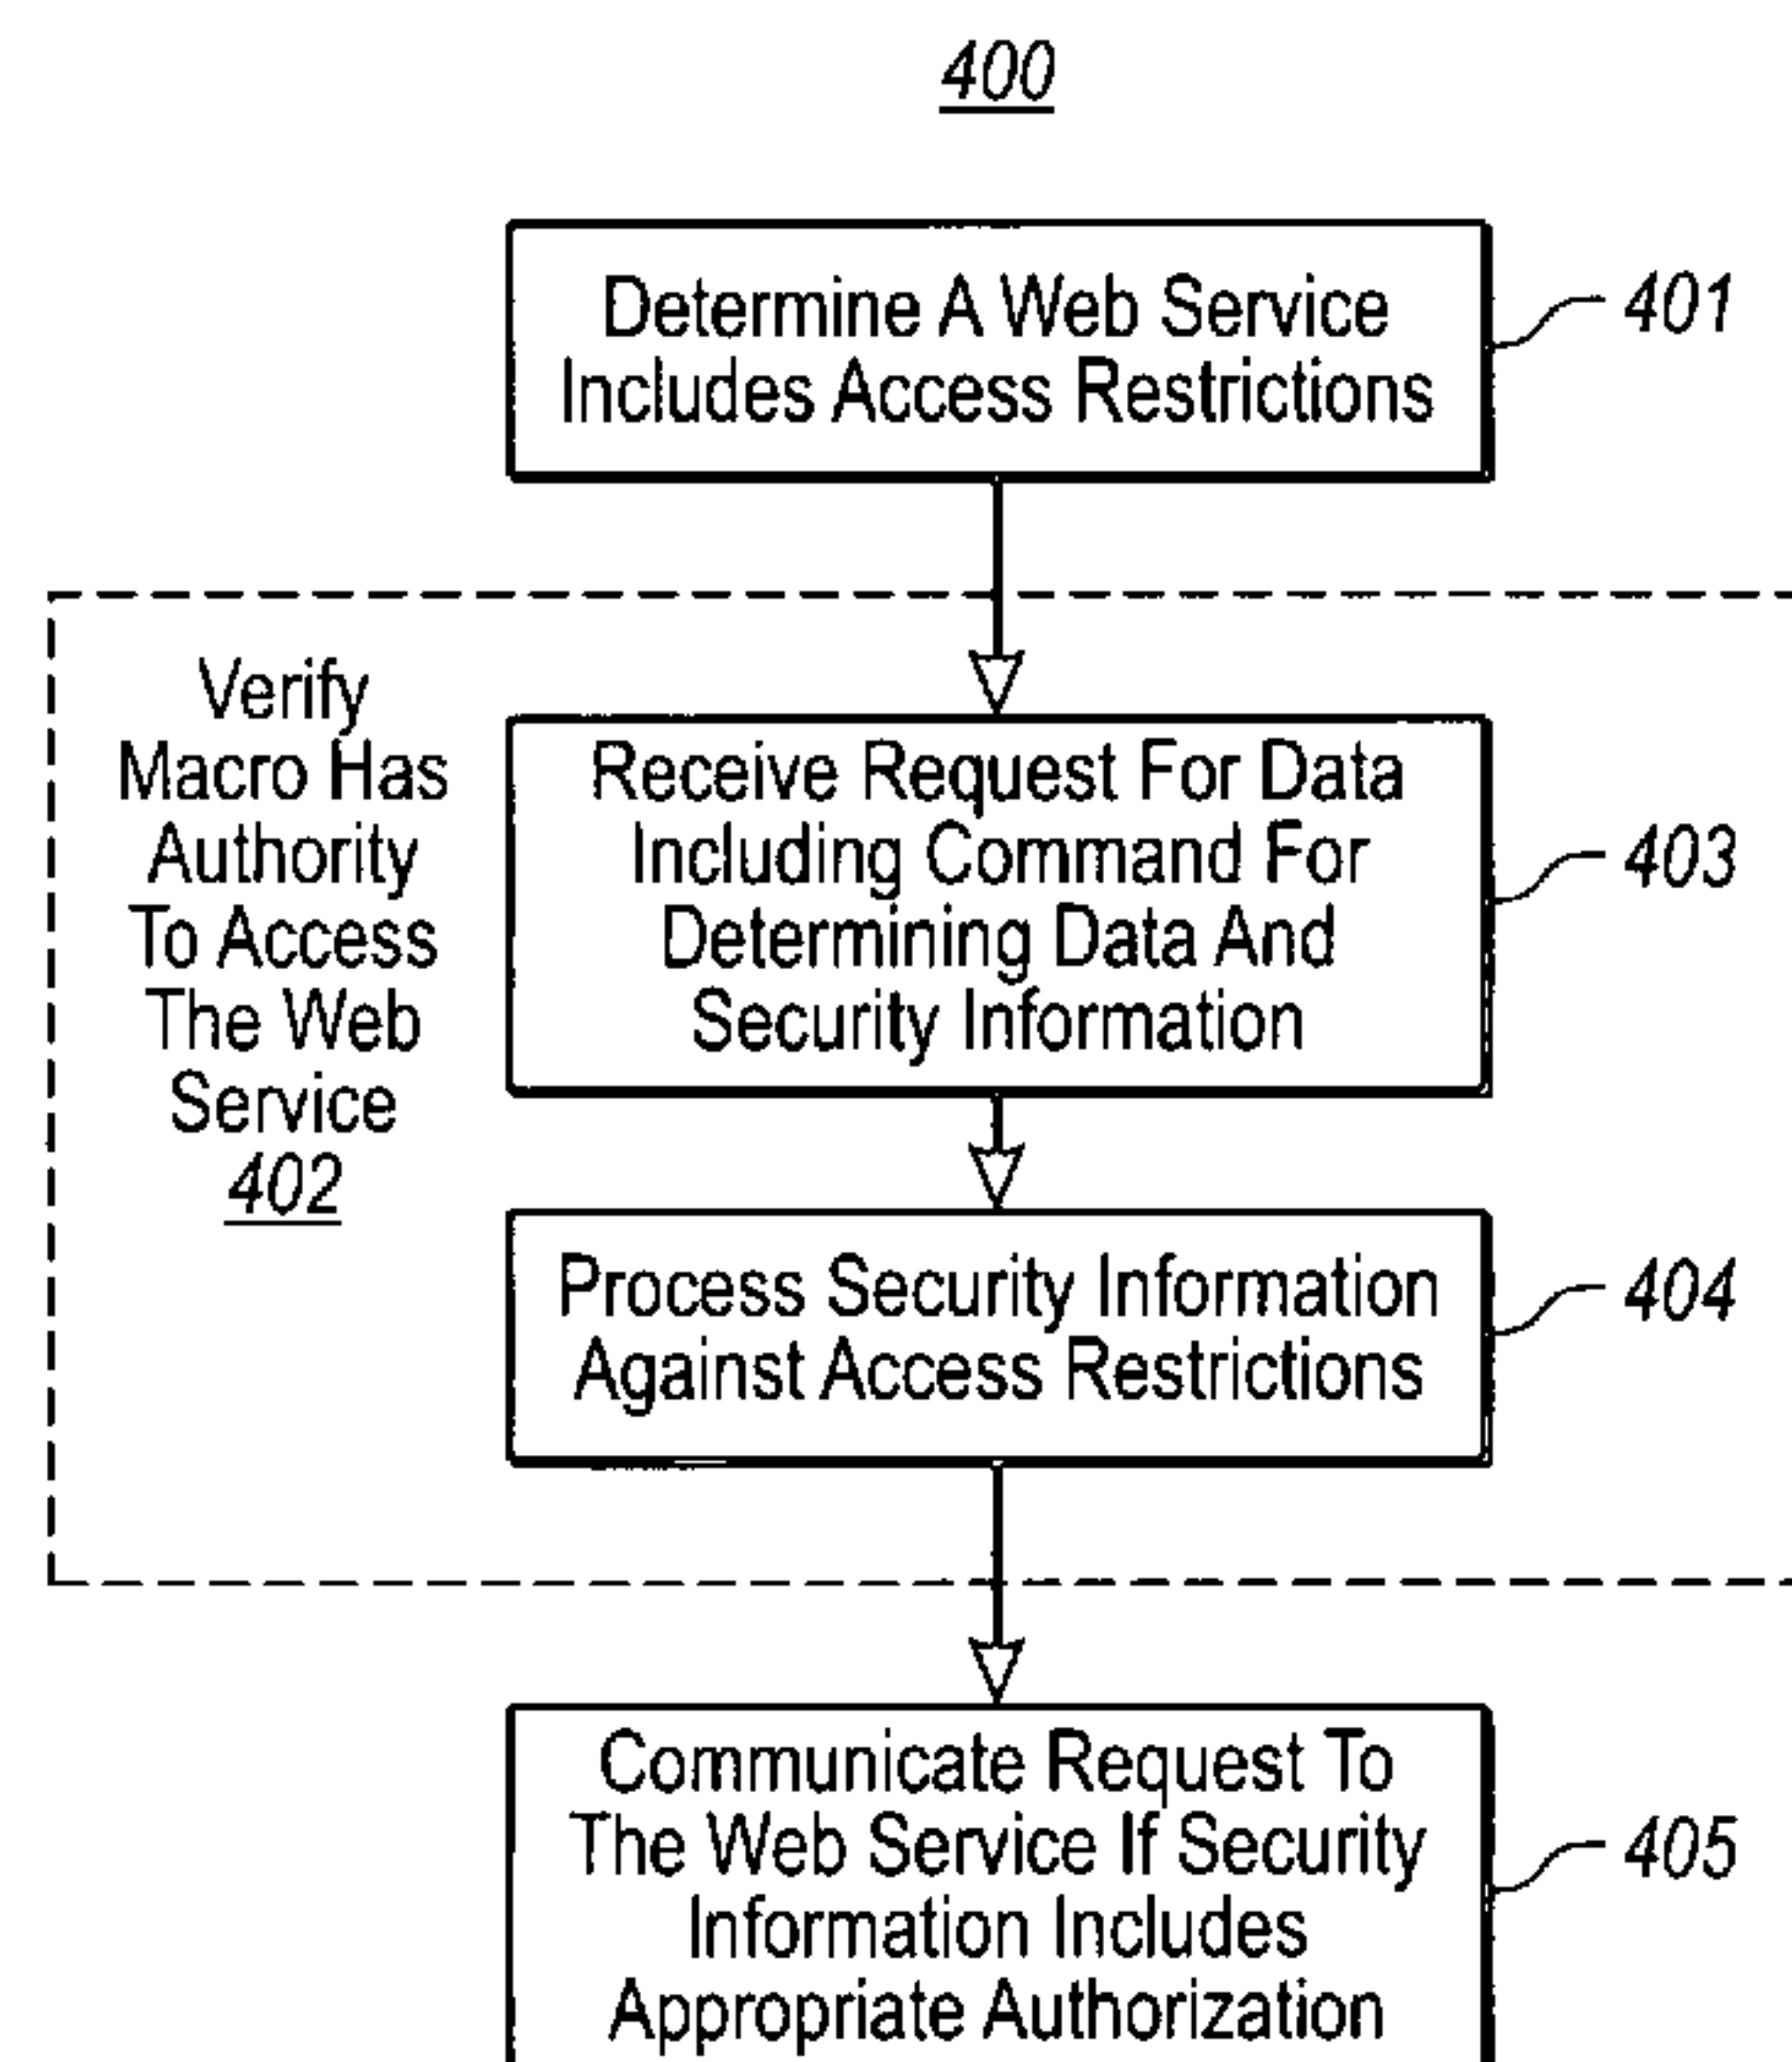 400
Determine A Web Service
Includes Access Restrictions
401
Verify
Macro Has
Authority
To Access
The Web
Service
402
Receive Request For Data
Including Command For
Determining Data And
Security Information
403
Process Security Information
Against Access Restrictions
404
Communicate Request To
The Web Service If Security
Information Includes
Appropriate Authorization
405